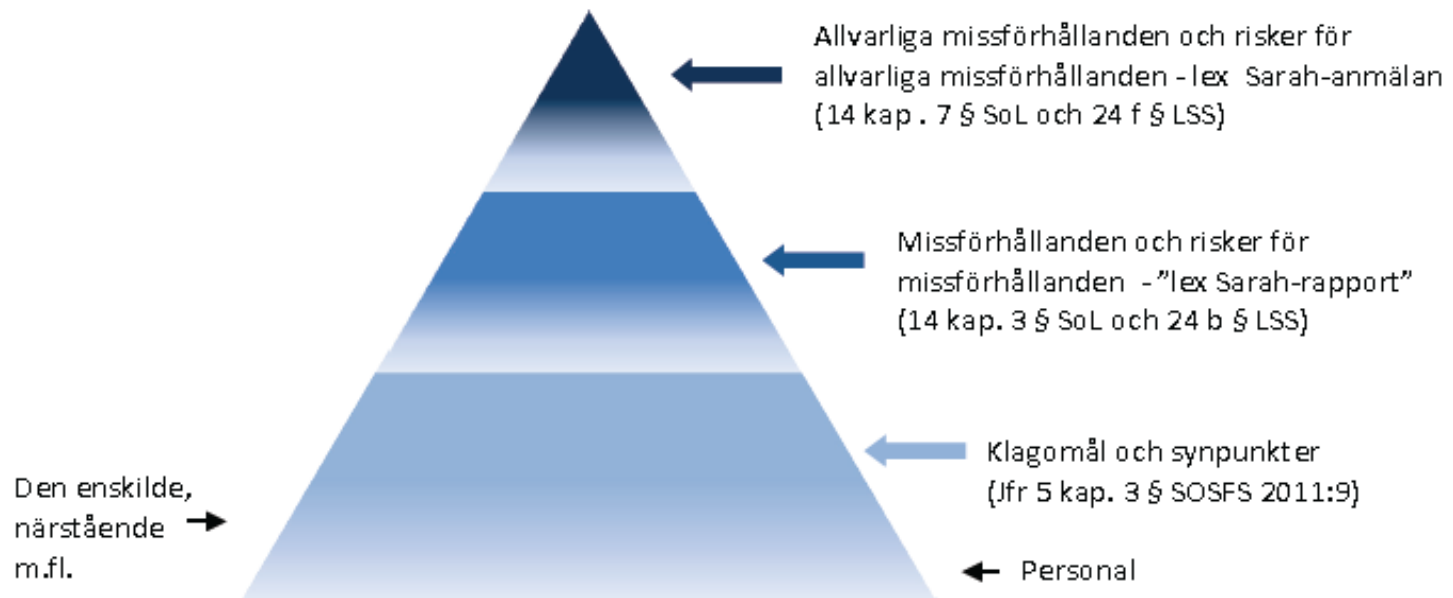 Allvarliga missförhållanden och risker för
allvarliga missförhållanden - lex Sarah-anmälan
(14 kap . 7 § SoL och 24 f § LSS)
Missförhållanden och risker för
missförhållanden - ”lex Sarah-rapport”
(14 kap. 3 § SoL och 24 b § LSS)
Klagomål och synpunkter
(Jfr 5 kap. 3 § SOSFS 2011:9)
Den enskilde,
närstående
m.fl.
Personal